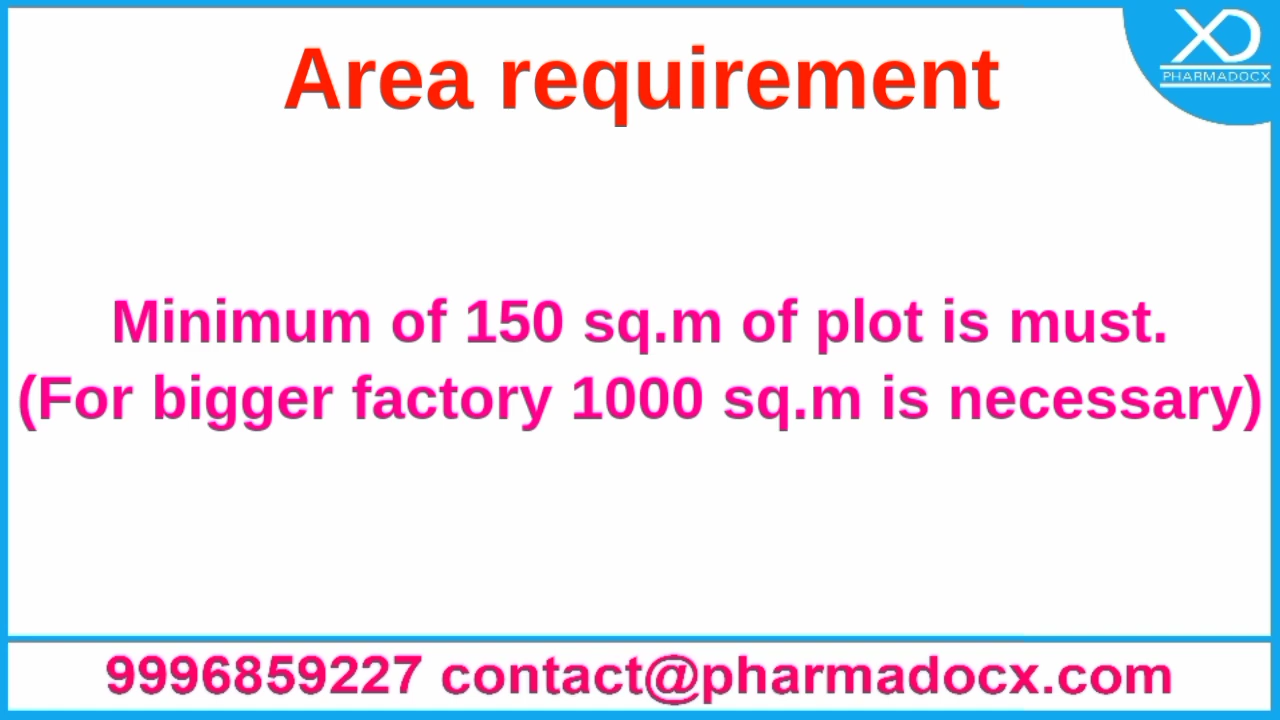 XD
PHARMADOCX
Area requirement
Minimum of 150 sq.m of plot is must.
(For bigger factory 1000 sq.m is necessary)
9996859227 contact@pharmadocx.com